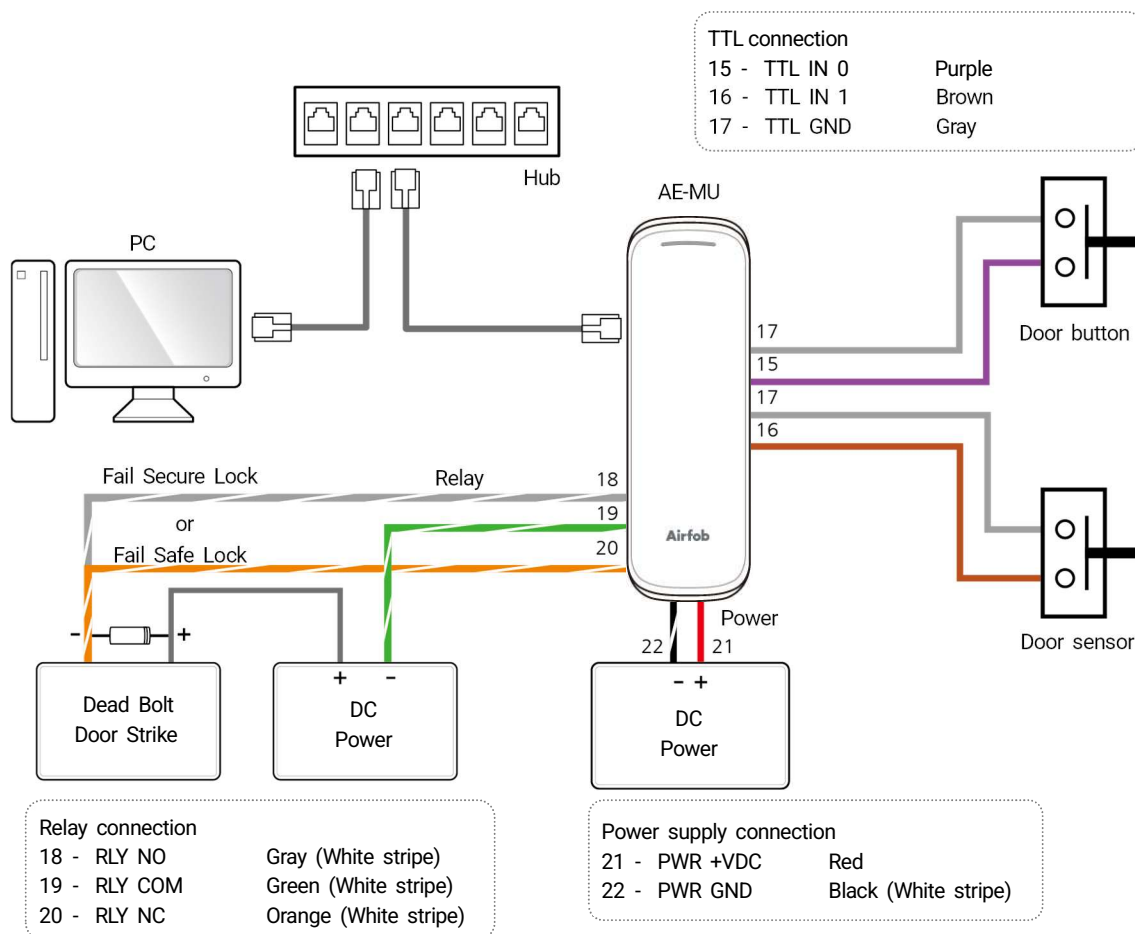 TTL connection
15 - TTL IN 0 Purple
16 - TTL IN 1 Brown
17 - TTL GND Gray
Hub
AE-MU
PC
17
15
17
16
Door button
Fail Secure Lock
Relay
18
or
19
Fail Safe Lock
20
Airfob
Power
22
21
Door sensor
- +
+ -
- +
Dead Bolt
Door Strike
DC
Power
DC
Power
Relay connection
18 - RLY NO Gray (White stripe)
19 - RLY COM Green (White stripe)
20 - RLY NC Orange (White stripe)
Power supply connection
21 - PWR +VDC Red
22 - PWR GND Black (White stripe)